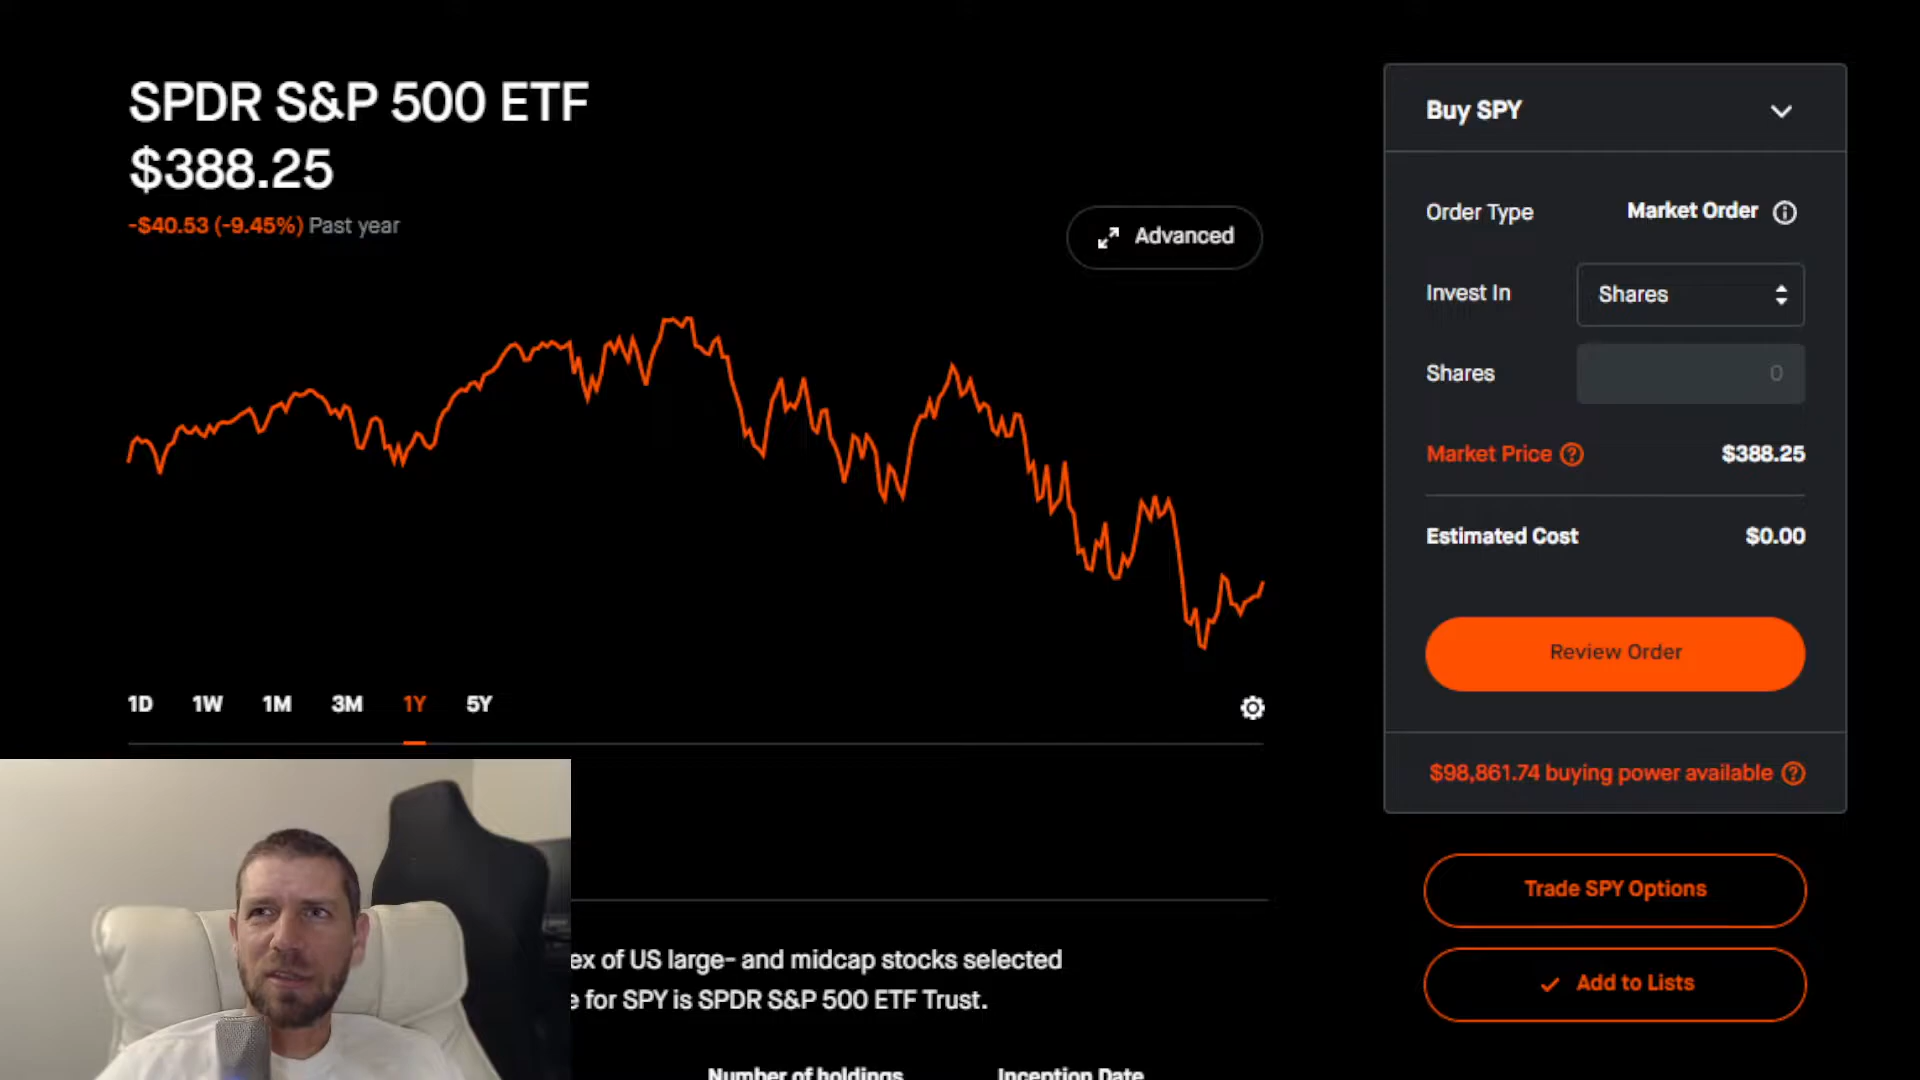 SPDR S&P 500 ETF
$388.25
-$40.53 (-9.45%) Past year
Advanced
1D 1W 1M 3M 1Y 5Y
ex of US large- and midcap stocks selected
e for SPY is SPDR S&P 500 ETF Trust.
Number of holdings Inception Date
Buy SPY
Order Type Market Order
Invest In Shares
Shares 0
Market Price $388.25
Estimated Cost $0.00
Review Order
$98,861.74 buying power available
Trade SPY Options
Add to Lists